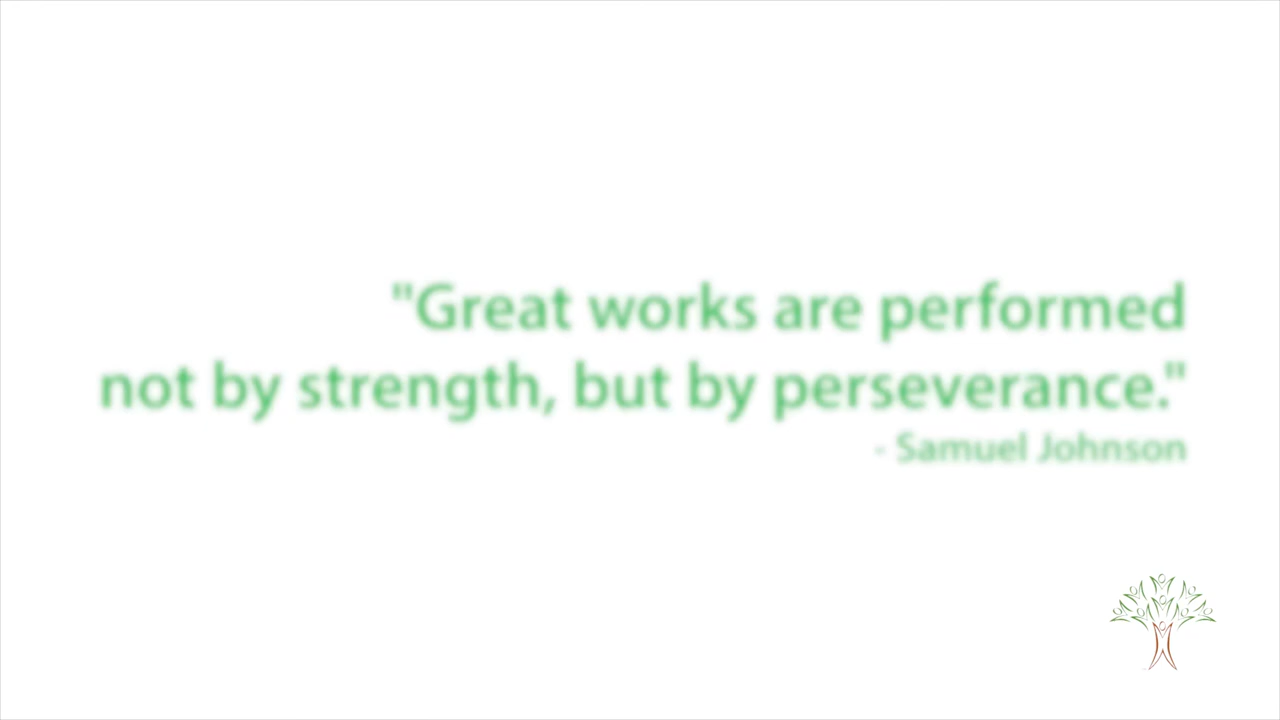 "Great works are performed
not by strength, but by perseverance."
- Samuel Johnson